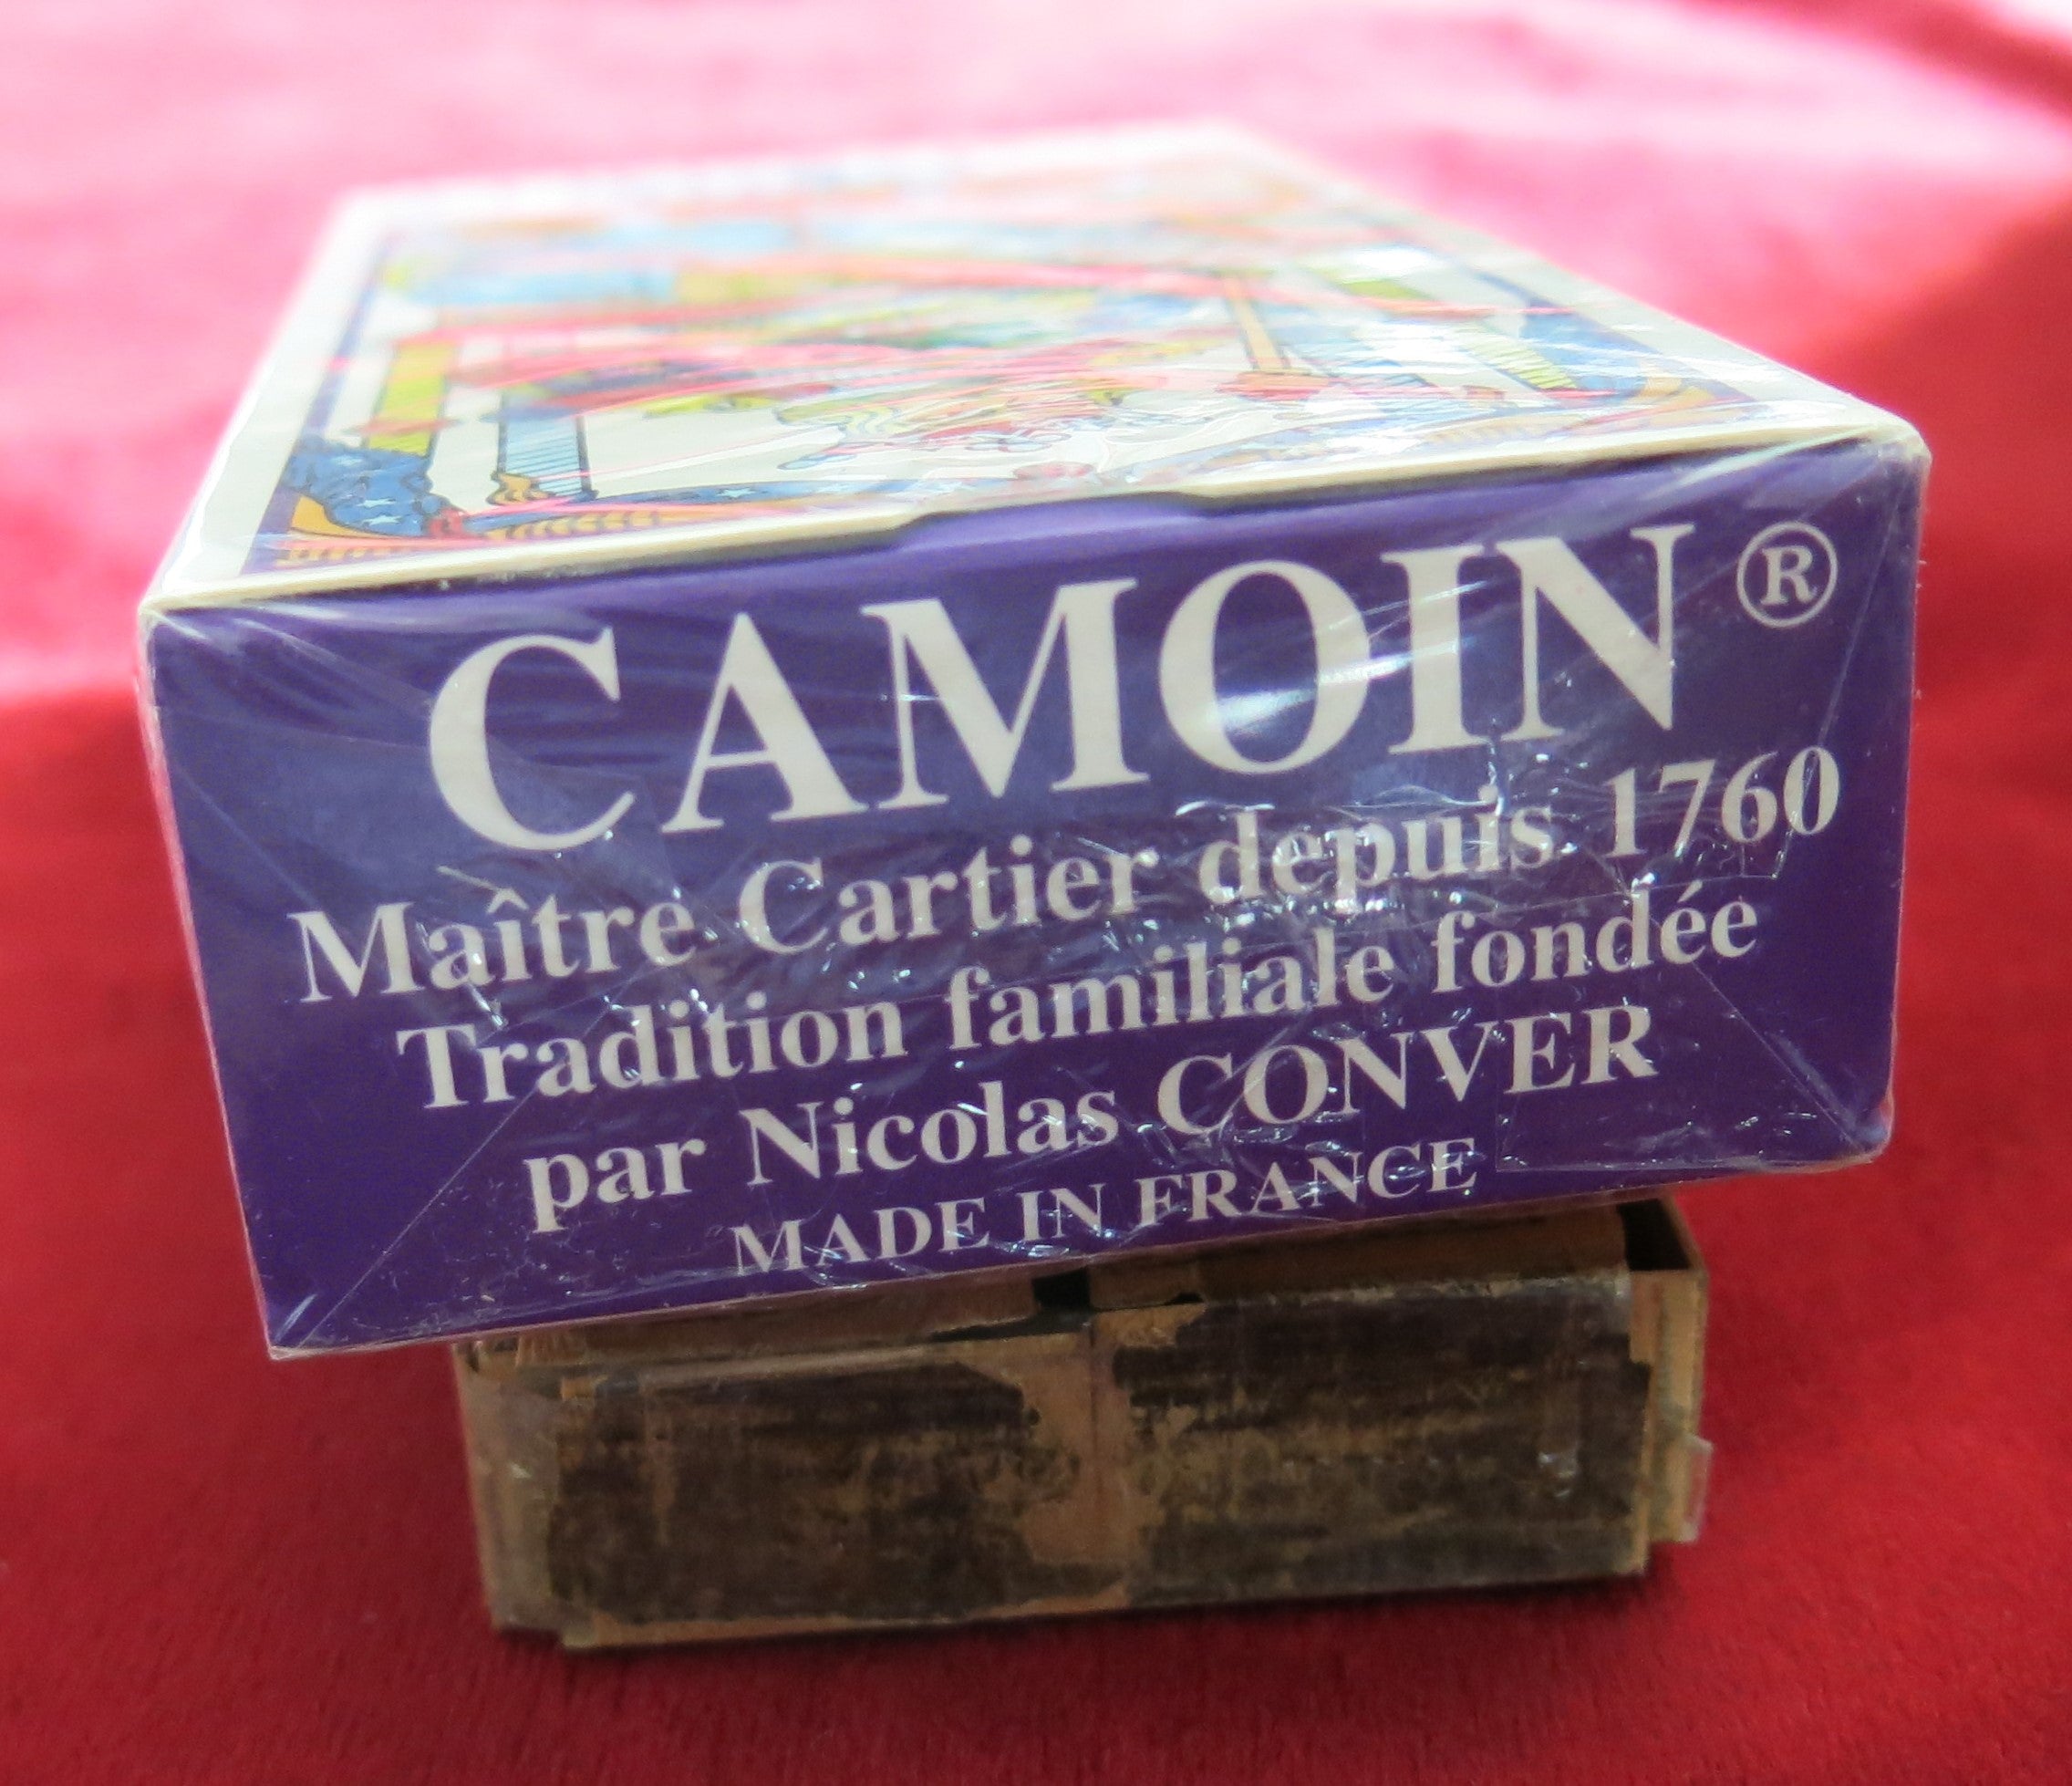 CAMOIN ®
Maître Cartier depuis 1760
Tradition familiale fondée
par Nicolas CONVER
MADE IN FRANCE